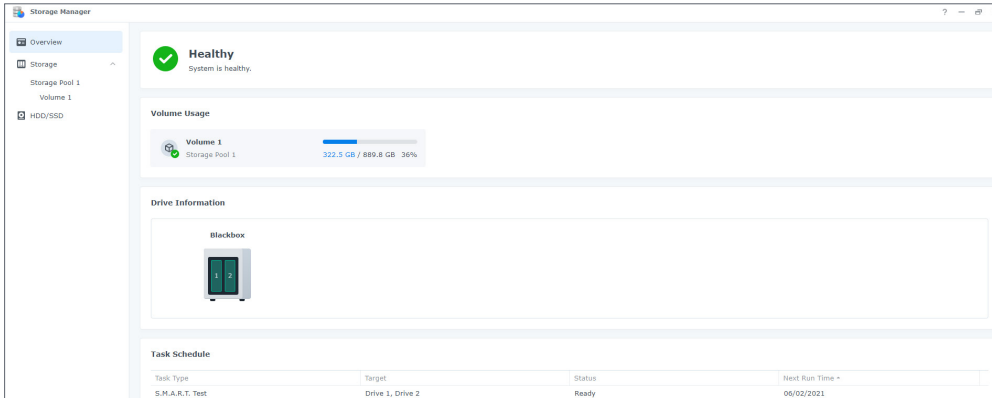 Storage Manager
?
Overview
Storage
Storage Pool 1
Volume 1
HDD/SSD
Healthy
System is healthy.
Volume Usage
Volume 1
Storage Pool 1
322.5 GB / 889.8 GB 36%
Drive Information
Blackbox
1 2
Task Schedule
Task Type Target Status Next Run Time
S.M.A.R.T. Test Drive 1, Drive 2 Ready 06/02/2021